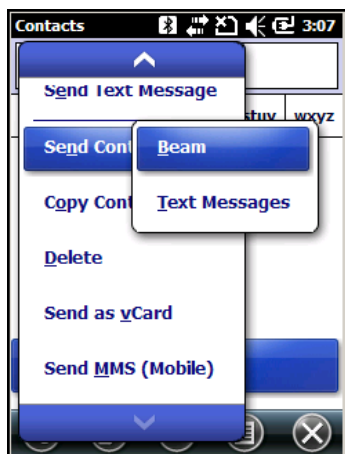 Contacts 3:07
Send Text Message
stuv wxyz
Send Cont
Beam
Copy Cont
Text Messages
Delete
Send as vCard
Send MMS (Mobile)